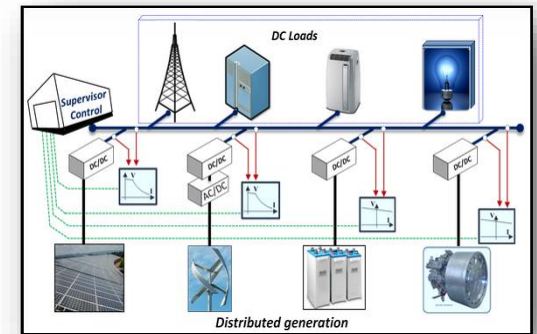 DC Loads
Supervisor
Control
DC/DC
DC/DC
DC/DC
DC/DC
AC/DC
V
I
V
I
V
I
V
I
Distributed generation